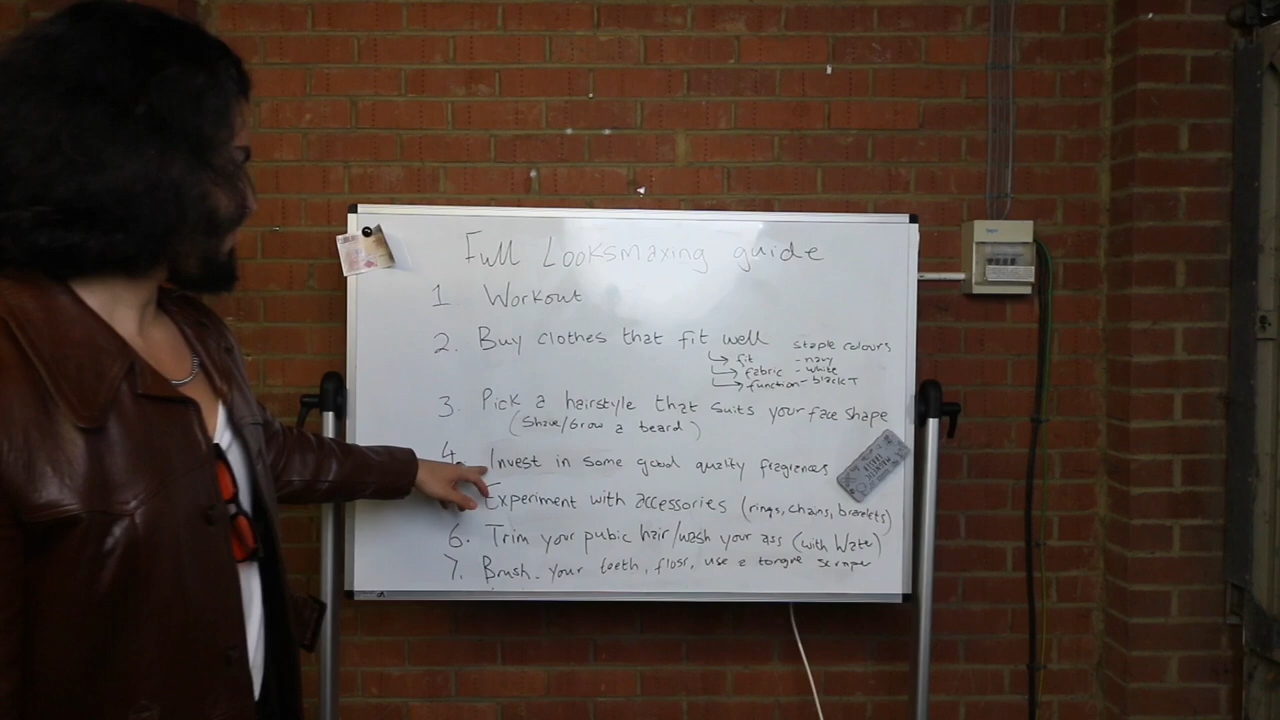 Full Looksmaxing guide
1. Workout
2. Buy clothes that fit well
staple colours
↳ fit - navy
↳ fabric - white
↳ function - black T
3. Pick a hairstyle that suits your face shape
(Shave/Grow a beard)
4. Invest in some good quality fragrances
Experiment with accessories (rings, chains, bracelets)
6. Trim your pubic hair/wash your ass (with Water)
7. Brush your teeth, floss, use a tongue scraper